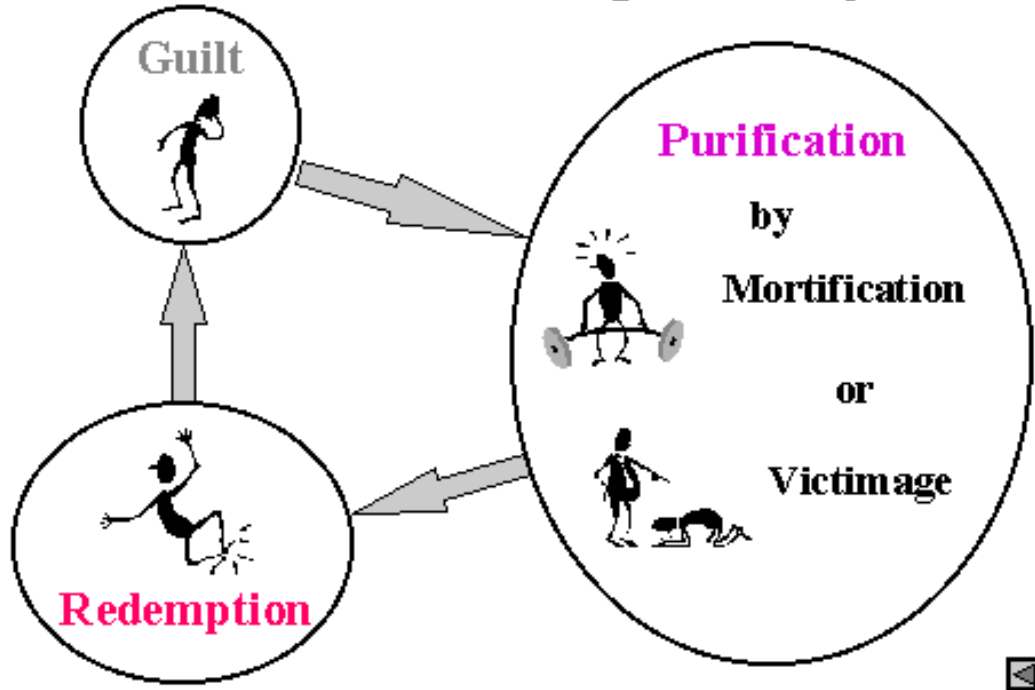 Guilt
Purification
by
Mortification
or
Victimage
Redemption